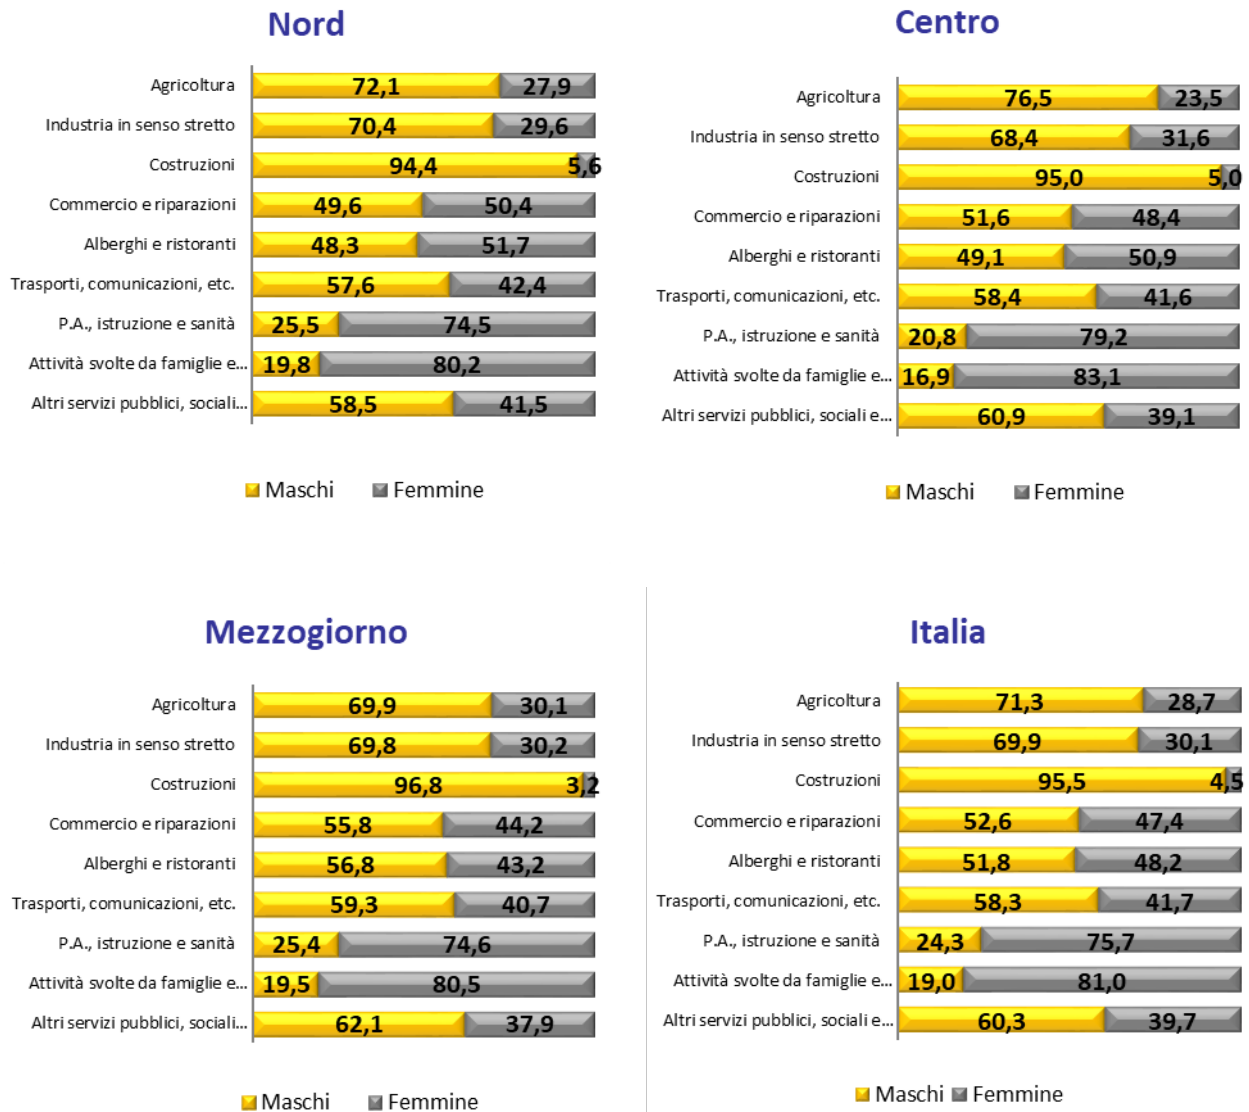 Nord
Agricoltura 72,1 27,9
Industria in senso stretto 70,4 29,6
Costruzioni 94,4 5,6
Commercio e riparazioni 49,6 50,4
Alberghi e ristoranti 48,3 51,7
Trasporti, comunicazioni, etc. 57,6 42,4
P.A., istruzione e sanità 25,5 74,5
Attività svolte da famiglie e... 19,8 80,2
Altri servizi pubblici, sociali... 58,5 41,5
Maschi Femmine
Centro
Agricoltura 76,5 23,5
Industria in senso stretto 68,4 31,6
Costruzioni 95,0 5,0
Commercio e riparazioni 51,6 48,4
Alberghi e ristoranti 49,1 50,9
Trasporti, comunicazioni, etc. 58,4 41,6
P.A., istruzione e sanità 20,8 79,2
Attività svolte da famiglie e... 16,9 83,1
Altri servizi pubblici, sociali e... 60,9 39,1
Maschi Femmine
Mezzogiorno
Agricoltura 69,9 30,1
Industria in senso stretto 69,8 30,2
Costruzioni 96,8 3,2
Commercio e riparazioni 55,8 44,2
Alberghi e ristoranti 56,8 43,2
Trasporti, comunicazioni, etc. 59,3 40,7
P.A., istruzione e sanità 25,4 74,6
Attività svolte da famiglie e... 19,5 80,5
Altri servizi pubblici, sociali... 62,1 37,9
Maschi Femmine
Italia
Agricoltura 71,3 28,7
Industria in senso stretto 69,9 30,1
Costruzioni 95,5 4,5
Commercio e riparazioni 52,6 47,4
Alberghi e ristoranti 51,8 48,2
Trasporti, comunicazioni, etc. 58,3 41,7
P.A., istruzione e sanità 24,3 75,7
Attività svolte da famiglie e... 19,0 81,0
Altri servizi pubblici, sociali e... 60,3 39,7
Maschi Femmine